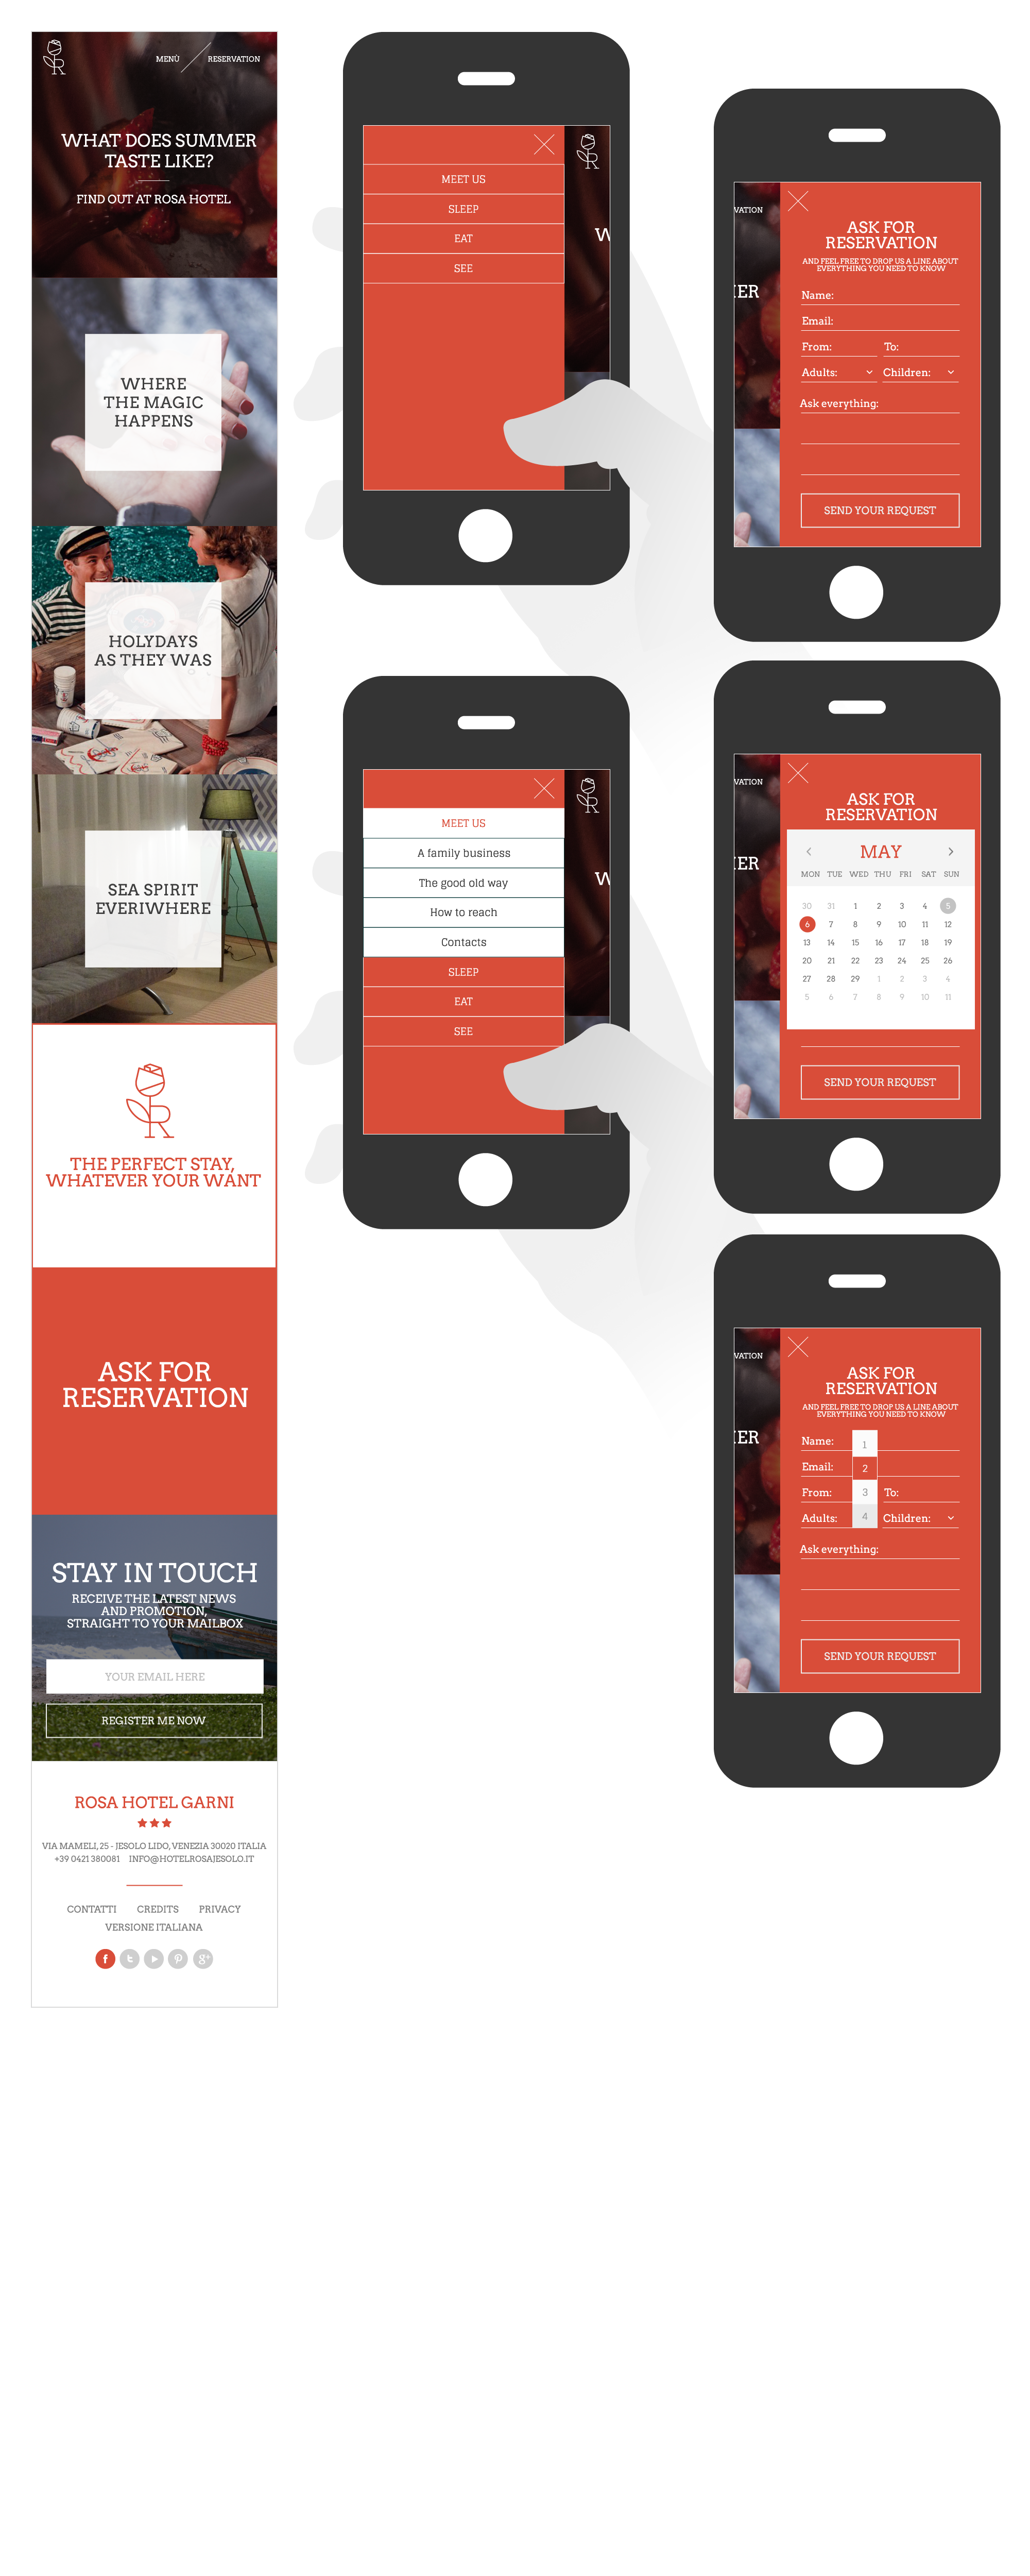 MENÙ
RESERVATION
WHAT DOES SUMMER
TASTE LIKE?
FIND OUT AT ROSA HOTEL
WHERE
THE MAGIC
HAPPENS
HOLYDAYS
AS THEY WAS
SEA SPIRIT
EVERIWHERE
THE PERFECT STAY,
WHATEVER YOUR WANT
ASK FOR
RESERVATION
STAY IN TOUCH
RECEIVE THE LATEST NEWS
AND PROMOTION,
STRAIGHT TO YOUR MAILBOX
YOUR EMAIL HERE
REGISTER ME NOW
ROSA HOTEL GARNI
VIA MAMELI, 25 - JESOLO LIDO, VENEZIA 30020 ITALIA
+39 0421 380081 INFO@HOTELROSAJESOLO.IT
CONTATTI CREDITS PRIVACY
VERSIONE ITALIANA
MEET US
SLEEP
EAT
SEE
W
MEET US
A family business
The good old way
How to reach
Contacts
SLEEP
EAT
SEE
W
VATION
ER
ASK FOR
RESERVATION
AND FEEL FREE TO DROP US A LINE ABOUT
EVERYTHING YOU NEED TO KNOW
Name:
Email:
From: To:
Adults: Children:
Ask everything:
SEND YOUR REQUEST
VATION
ER
ASK FOR
RESERVATION
MAY
MON TUE WED THU FRI SAT SUN
30 31 1 2 3 4 5
6 7 8 9 10 11 12
13 14 15 16 17 18 19
20 21 22 23 24 25 26
27 28 29 1 2 3 4
5 6 7 8 9 10 11
SEND YOUR REQUEST
VATION
ER
ASK FOR
RESERVATION
AND FEEL FREE TO DROP US A LINE ABOUT
EVERYTHING YOU NEED TO KNOW
Name:
Email:
From: To:
Adults: Children:
1
2
3
4
Ask everything:
SEND YOUR REQUEST